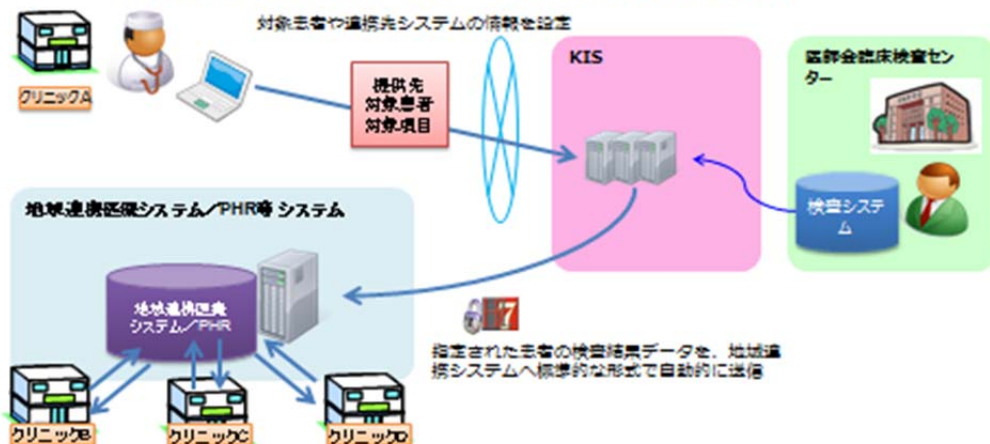 対象患者や連携先システムの情報を設定
クリニックA
提供先
対象患者
対象項目
KIS
医師会臨床検査セン
ター
検査システ
ム
地域連携医療システム／PHR等 システム
地域連携医療
システム／PHR
7
指定された患者の検査結果データを、地域連
携システムへ標準的な形式で自動的に送信
クリニックB
クリニックC
クリニックD